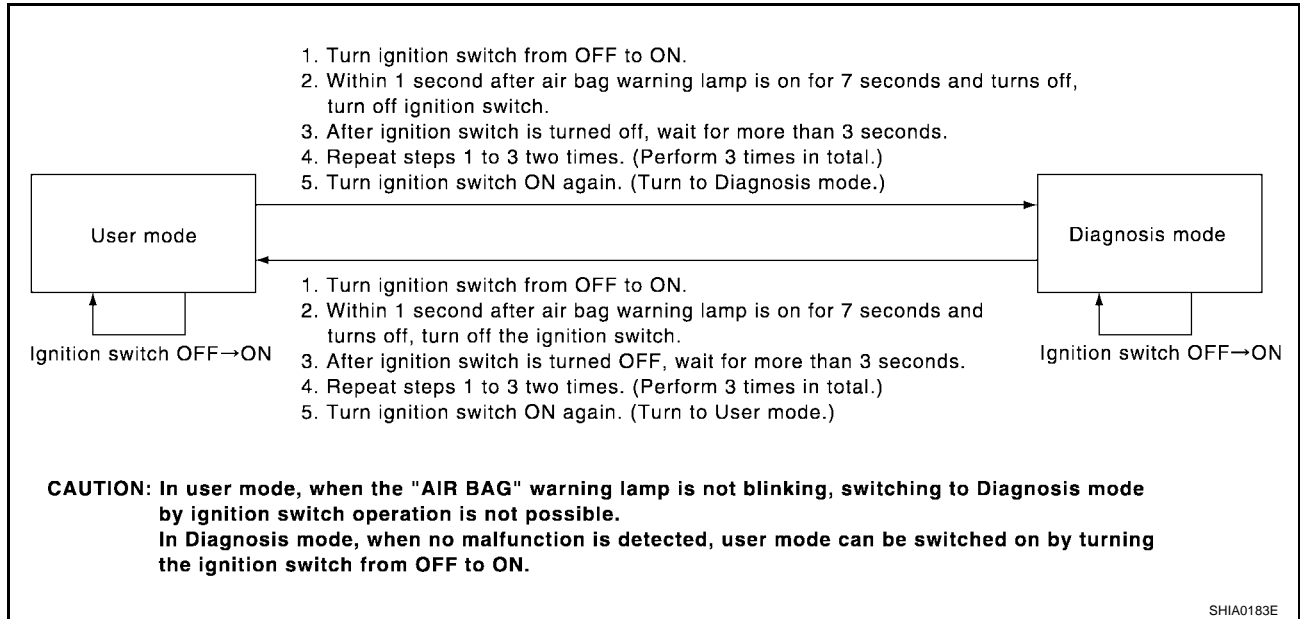 1. Turn ignition switch from OFF to ON.
2. Within 1 second after air bag warning lamp is on for 7 seconds and turns off,
turn off ignition switch.
3. After ignition switch is turned off, wait for more than 3 seconds.
4. Repeat steps 1 to 3 two times. (Perform 3 times in total.)
5. Turn ignition switch ON again. (Turn to Diagnosis mode.)
User mode
Diagnosis mode
1. Turn ignition switch from OFF to ON.
2. Within 1 second after air bag warning lamp is on for 7 seconds and
turns off, turn off the ignition switch.
3. After ignition switch is turned OFF, wait for more than 3 seconds.
4. Repeat steps 1 to 3 two times. (Perform 3 times in total.)
5. Turn ignition switch ON again. (Turn to User mode.)
Ignition switch OFF→ON
Ignition switch OFF→ON
CAUTION: In user mode, when the "AIR BAG" warning lamp is not blinking, switching to Diagnosis mode
by ignition switch operation is not possible.
In Diagnosis mode, when no malfunction is detected, user mode can be switched on by turning
the ignition switch from OFF to ON.
SHIA0183E